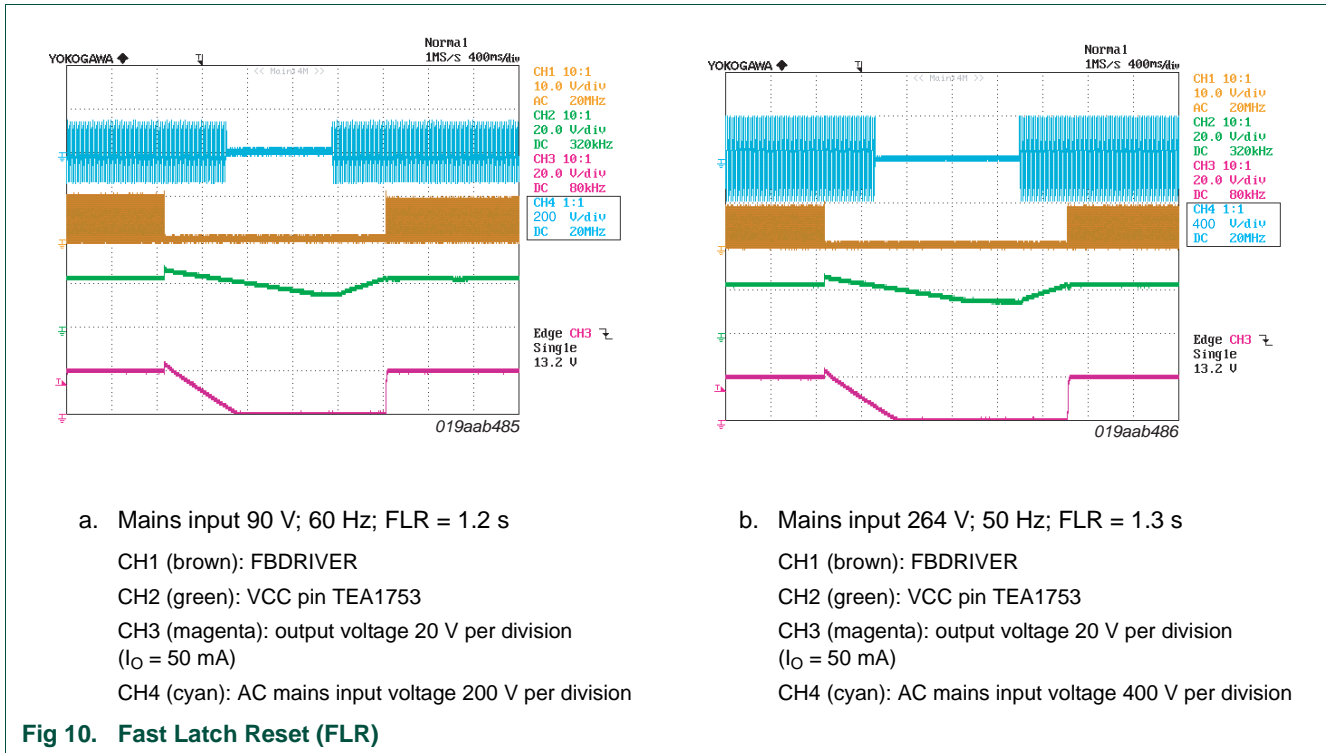 YOKOGAWA ◆
Normal
1MS/s 400ms/div
<< Main:4M >>
CH1 10:1
10.0 V/div
AC 20MHz
CH2 10:1
20.0 V/div
DC 320kHz
CH3 10:1
20.0 V/div
DC 80kHz
CH4 1:1
200 V/div
DC 20MHz
Edge CH3
Single
13.2 V
019aab485
YOKOGAWA ◆
Normal
1MS/s 400ms/div
<< Main:4M >>
CH1 10:1
10.0 V/div
AC 20MHz
CH2 10:1
20.0 V/div
DC 320kHz
CH3 10:1
20.0 V/div
DC 80kHz
CH4 1:1
400 V/div
DC 20MHz
Edge CH3
Single
13.2 V
019aab486
a. Mains input 90 V; 60 Hz; FLR = 1.2 s
CH1 (brown): FBDRIVER
CH2 (green): VCC pin TEA1753
CH3 (magenta): output voltage 20 V per division
(IO = 50 mA)
CH4 (cyan): AC mains input voltage 200 V per division
b. Mains input 264 V; 50 Hz; FLR = 1.3 s
CH1 (brown): FBDRIVER
CH2 (green): VCC pin TEA1753
CH3 (magenta): output voltage 20 V per division
(IO = 50 mA)
CH4 (cyan): AC mains input voltage 400 V per division
Fig 10. Fast Latch Reset (FLR)